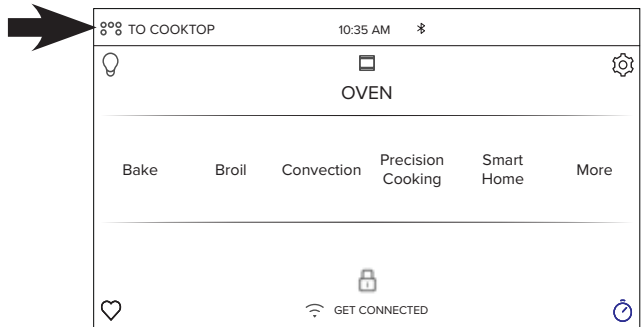 TO COOKTOP 10:35 AM
OVEN
Bake Broil Convection Precision Cooking Smart Home More
GET CONNECTED